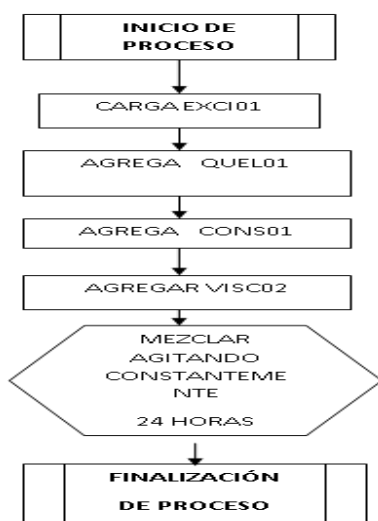 INICIO DE
PROCESO
CARGA EXCI01
AGREGA QUEL01
AGREGA CONS01
AGREGAR VISC02
MEZCLAR
AGITANDO
CONSTANTEME
NTE
24 HORAS
FINALIZACIÓN
DE PROCESO